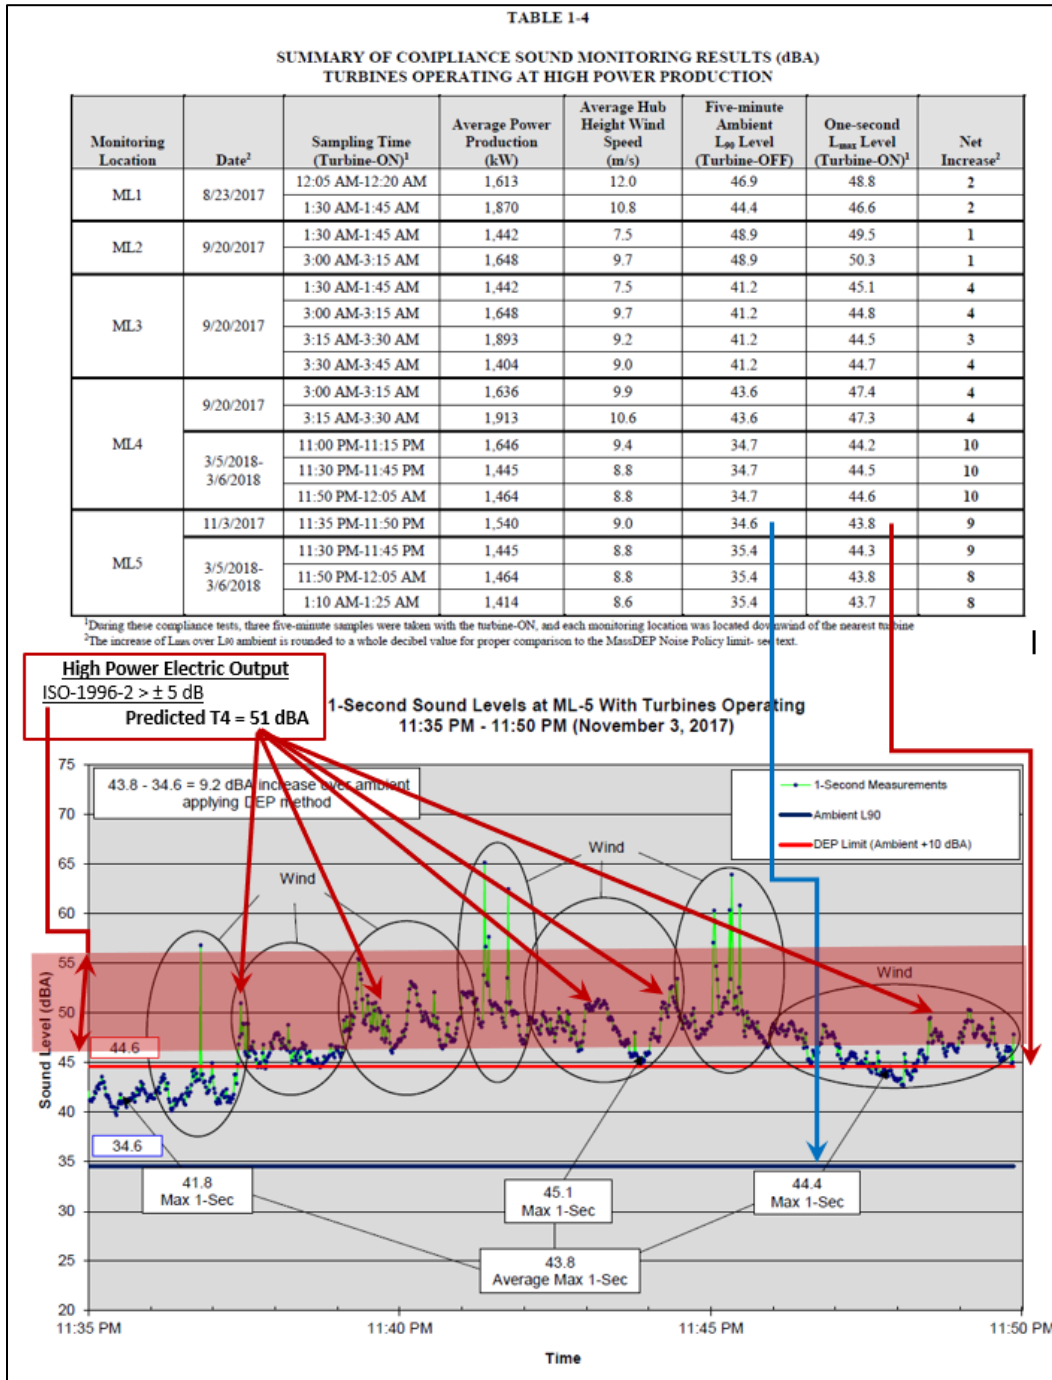 TABLE 1-4
SUMMARY OF COMPLIANCE SOUND MONITORING RESULTS (dBA)
TURBINES OPERATING AT HIGH POWER PRODUCTION
Monitoring Location Date2 Sampling Time (Turbine-ON)1 Average Power Production (kW) Average Hub Height Wind Speed (m/s) Five-minute Ambient L90 Level (Turbine-OFF) One-second Lmax Level (Turbine-ON)1 Net Increase2
ML1 8/23/2017 12:05 AM-12:20 AM 1,613 12.0 46.9 48.8 2
1:30 AM-1:45 AM 1,870 10.8 44.4 46.6 2
ML2 9/20/2017 1:30 AM-1:45 AM 1,442 7.5 48.9 49.5 1
3:00 AM-3:15 AM 1,648 9.7 48.9 50.3 1
ML3 9/20/2017 1:30 AM-1:45 AM 1,442 7.5 41.2 45.1 4
3:00 AM-3:15 AM 1,648 9.7 41.2 44.8 4
3:15 AM-3:30 AM 1,893 9.2 41.2 44.5 3
3:30 AM-3:45 AM 1,404 9.0 41.2 44.7 4
ML4 9/20/2017 3:00 AM-3:15 AM 1,636 9.9 43.6 47.4 4
3:15 AM-3:30 AM 1,913 10.6 43.6 47.3 4
3/5/2018-3/6/2018 11:00 PM-11:15 PM 1,646 9.4 34.7 44.2 10
11:30 PM-11:45 PM 1,445 8.8 34.7 44.5 10
11:50 PM-12:05 AM 1,464 8.8 34.7 44.6 10
ML5 11/3/2017 11:35 PM-11:50 PM 1,540 9.0 34.6 43.8 9
3/5/2018-3/6/2018 11:30 PM-11:45 PM 1,445 8.8 35.4 44.3 9
11:50 PM-12:05 AM 1,464 8.8 35.4 43.8 8
1:10 AM-1:25 AM 1,414 8.6 35.4 43.7 8
1During these compliance tests, three five-minute samples were taken with the turbine-ON, and each monitoring location was located downwind of the nearest turbine
2The increase of Lmax over L90 ambient is rounded to a whole decibel value for proper comparison to the MassDEP Noise Policy limit- see text.
High Power Electric Output
ISO-1996-2 > ± 5 dB
Predicted T4 = 51 dBA
1-Second Sound Levels at ML-5 With Turbines Operating
11:35 PM - 11:50 PM (November 3, 2017)
43.8 - 34.6 = 9.2 dBA increase over ambient
applying DEP method
1-Second Measurements
Ambient L90
DEP Limit (Ambient +10 dBA)
Wind
Wind
Wind
44.6
34.6
41.8
Max 1-Sec
45.1
Max 1-Sec
44.4
Max 1-Sec
43.8
Average Max 1-Sec
Sound Level (dBA)
75
70
65
60
55
50
45
40
35
30
25
20
11:35 PM
11:40 PM
11:45 PM
11:50 PM
Time